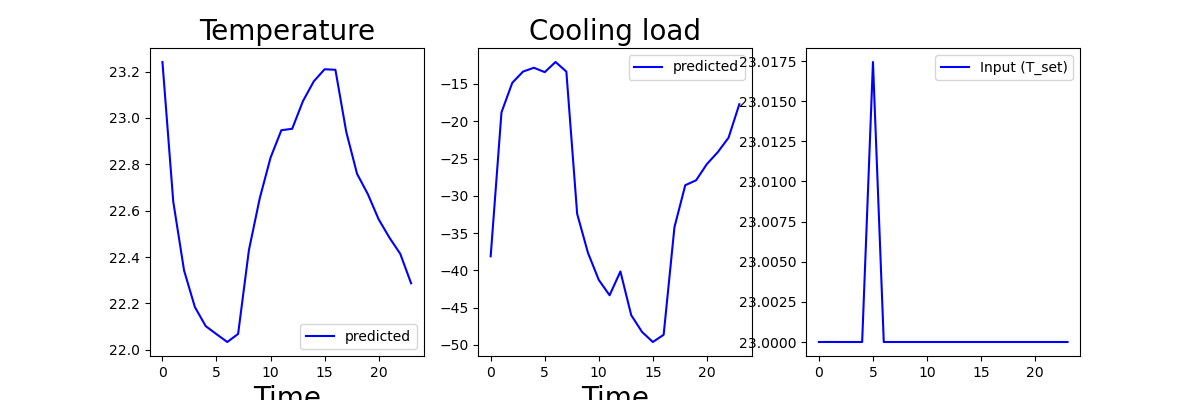 Temperature
23.2
23.0
22.8
22.6
22.4
22.2
22.0
predicted
0 5 10 15 20
Time
Cooling load
−15
−20
−25
−30
−35
−40
−45
−50
predicted
0 5 10 15 20
Time
23.0175
23.0150
23.0125
23.0100
23.0075
23.0050
23.0025
23.0000
Input (T_set)
0 5 10 15 20